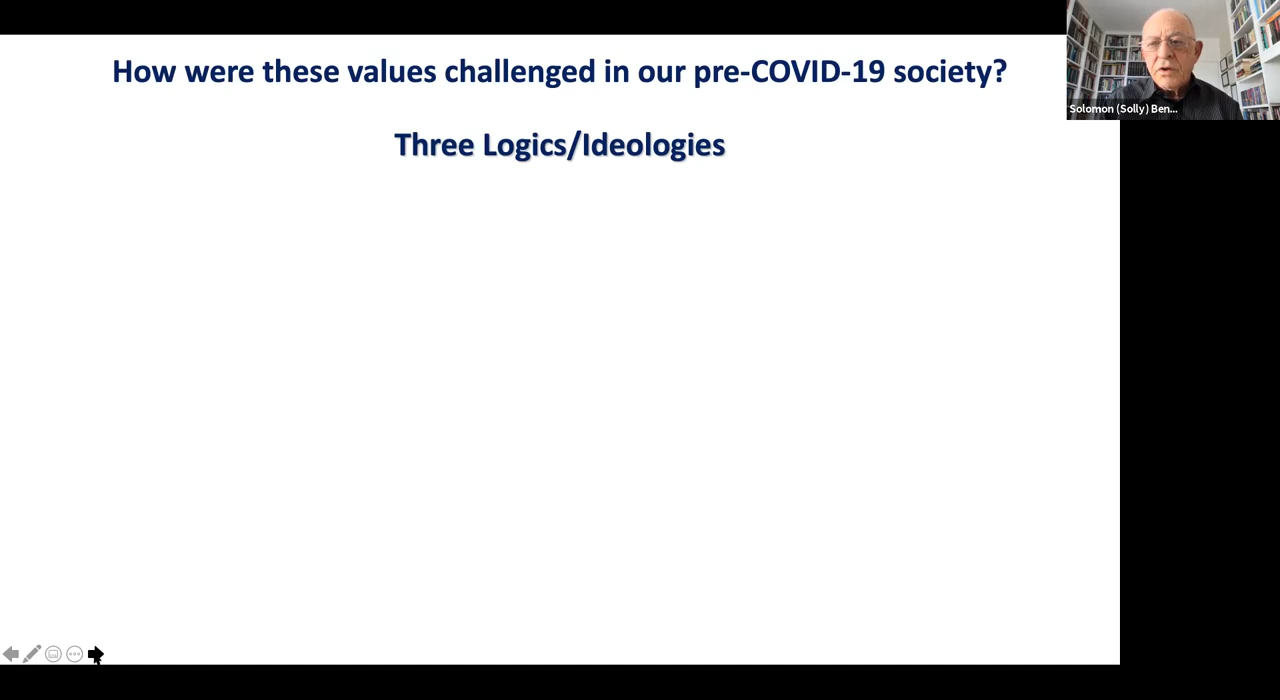 How were these values challenged in our pre-COVID-19 society?
Three Logics/Ideologies
Solomon (Solly) Ben...